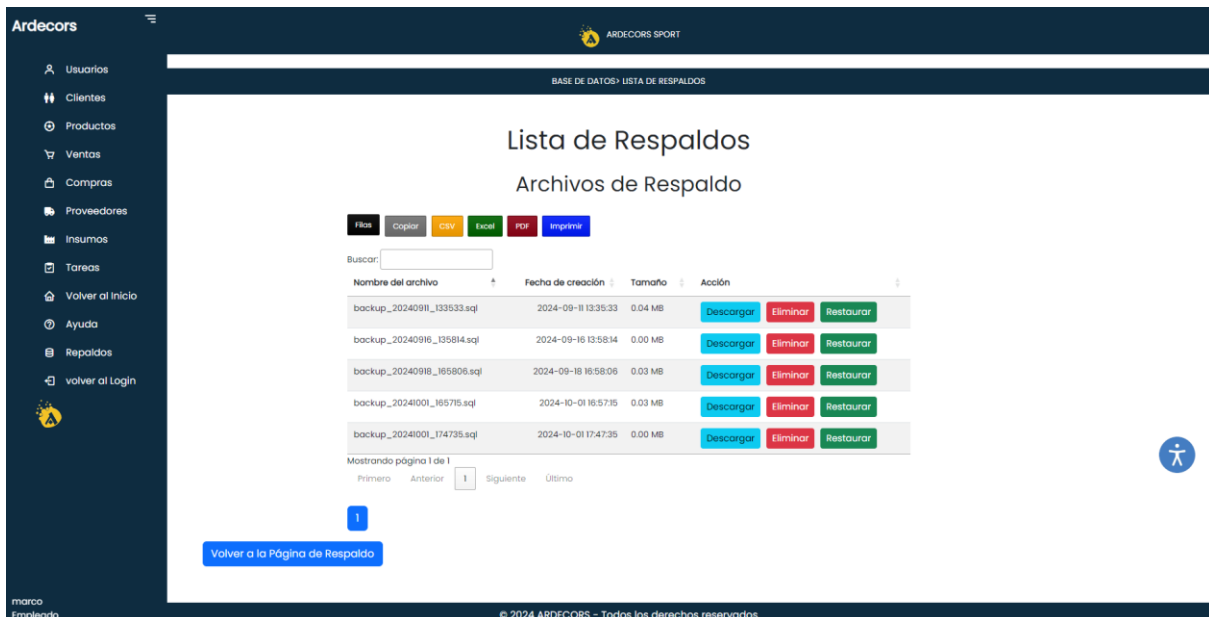 Ardecors
ARDECORS SPORT
Usuarios
Clientes
Productos
Ventas
Compras
Proveedores
Insumos
Tareas
Volver al Inicio
Ayuda
Repaldos
volver al Login
marco
Empleado
BASE DE DATOS> LISTA DE RESPALDOS
Lista de Respaldos
Archivos de Respaldo
Filas Copiar CSV Excel PDF Imprimir
Buscar:
Nombre del archivo Fecha de creación Tamaño Acción
backup_20240911_133533.sql 2024-09-11 13:35:33 0.04 MB Descargar Eliminar Restaurar
backup_20240916_135814.sql 2024-09-16 13:58:14 0.00 MB Descargar Eliminar Restaurar
backup_20240918_165806.sql 2024-09-18 16:58:06 0.03 MB Descargar Eliminar Restaurar
backup_20241001_165715.sql 2024-10-01 16:57:15 0.03 MB Descargar Eliminar Restaurar
backup_20241001_174735.sql 2024-10-01 17:47:35 0.00 MB Descargar Eliminar Restaurar
Mostrando página 1 de 1
Primero Anterior 1 Siguiente Último
1
Volver a la Página de Respaldo
© 2024 ARDECORS - Todos los derechos reservados